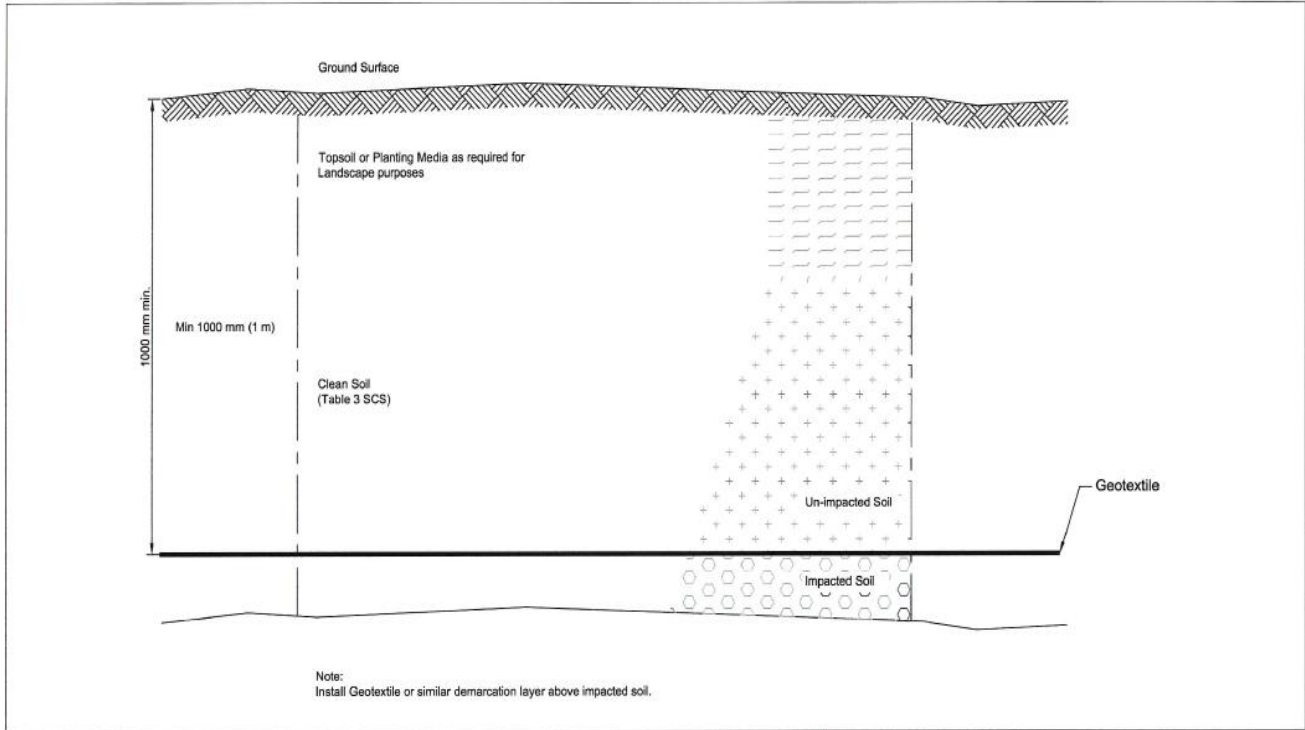 Ground Surface
Topsoil or Planting Media as required for
Landscape purposes
1000 mm min.
Min 1000 mm (1 m)
Clean Soil
(Table 3 SCS)
Un-impacted Soil
Geotextile
Impacted Soil
Note:
Install Geotextile or similar demarcation layer above impacted soil.